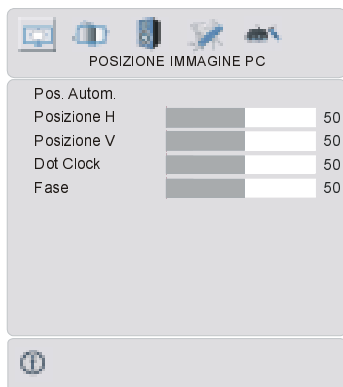 POSIZIONE IMMAGINE PC
Pos. Autom.
Posizione H 50
Posizione V 50
Dot Clock 50
Fase 50